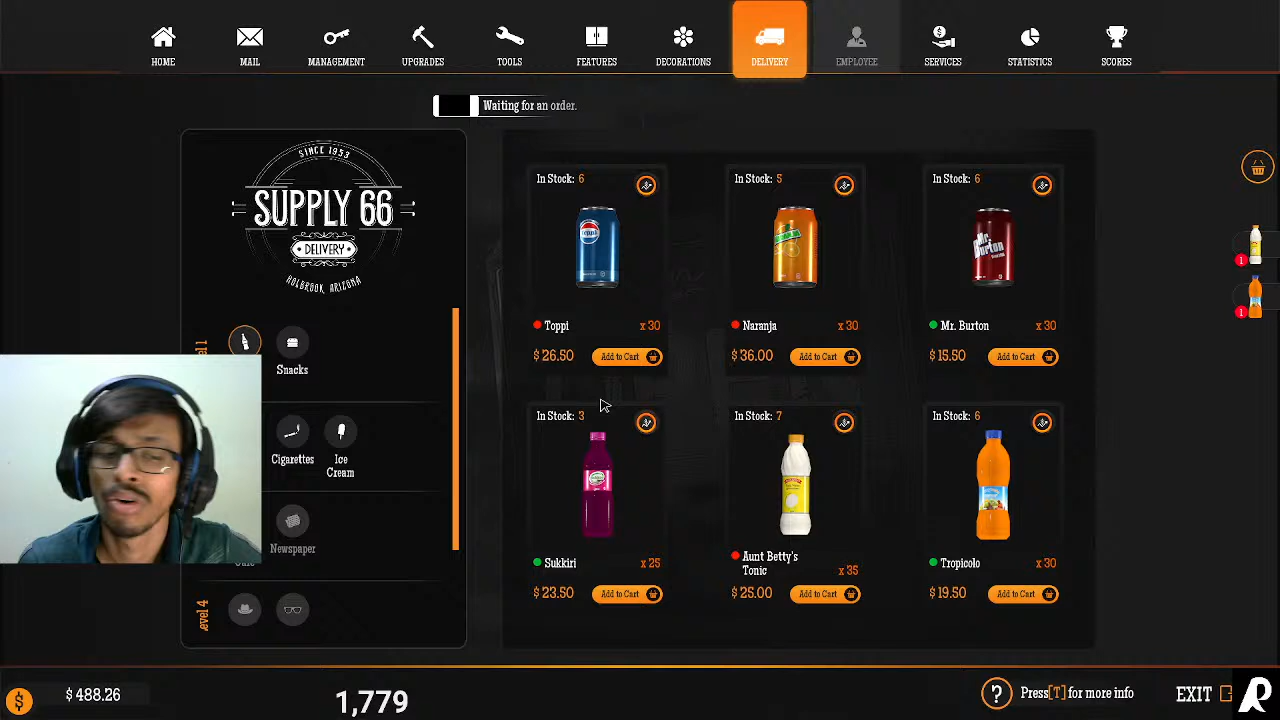 HOME
MAIL
MANAGEMENT
UPGRADES
TOOLS
FEATURES
DECORATIONS
DELIVERY
EMPLOYEE
SERVICES
STATISTICS
SCORES
Waiting for an order.
SINCE 1953
SUPPLY 66
DELIVERY
HOLBROOK, ARIZONA
Snacks
Cigarettes
Ice
Cream
Newspaper
In Stock: 6
Toppi x 30
$ 26.50 Add to Cart
In Stock: 5
Naranja x 30
$ 36.00 Add to Cart
In Stock: 6
Mr. Burton
Mr. Burton x 30
$ 15.50 Add to Cart
In Stock: 3
Sukkiri x 25
$ 23.50 Add to Cart
In Stock: 7
Aunt Betty's
Tonic x 35
$ 25.00 Add to Cart
In Stock: 6
Tropicolo x 30
$ 19.50 Add to Cart
1
1
$ 488.26
1,779
? Press[T] for more info
EXIT